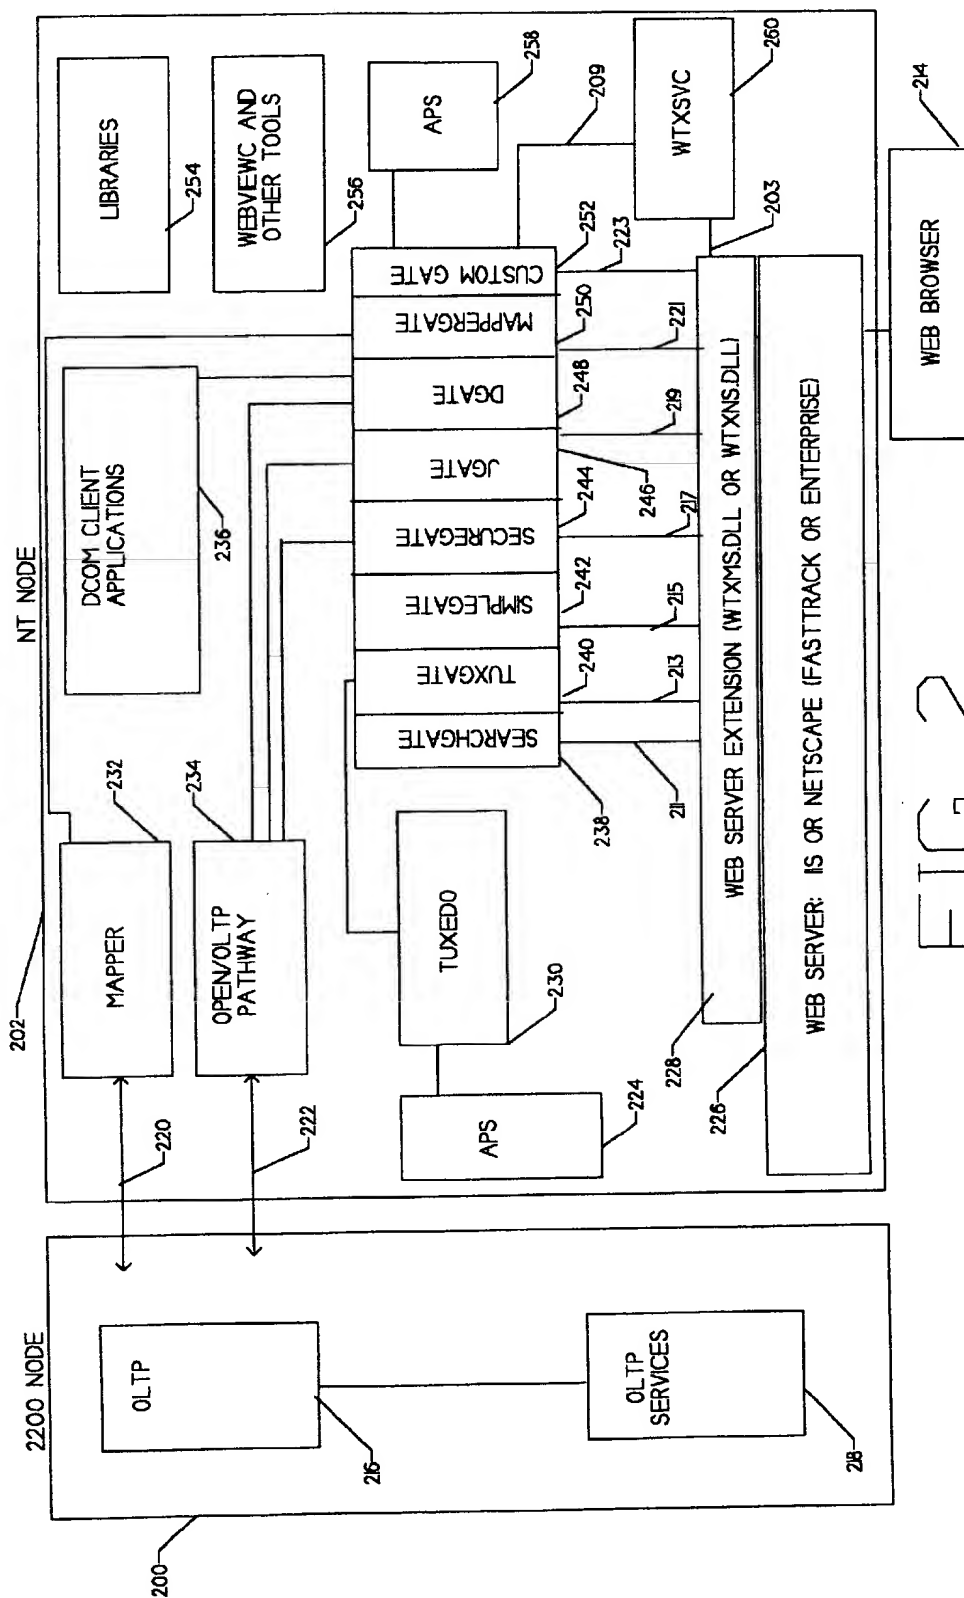 2200 NODE
NT NODE
202
200
OLTP
216
OLTP
SERVICES
218
220
222
MAPPER
232
OPEN/OLTP
PATHWAY
234
DCOM CLIENT
APPLICATIONS
236
LIBRARIES
254
WEBVIEWC AND
OTHER TOOLS
256
APS
224
TUXEDO
230
SEARCHGATE
TUXGATE
SIMPLEGATE
SECUREGATE
JGATE
DGATE
MAPPERGATE
CUSTOM GATE
238
240
242
244
246
248
250
252
APS
258
209
WTXSVC
260
203
211
213
215
217
219
221
223
WEB SERVER EXTENSION (WTXMS.DLL OR WTXNS.DLL)
228
WEB SERVER: IIS OR NETSCAPE (FASTTRACK OR ENTERPRISE)
226
WEB BROWSER
214
FIG 2